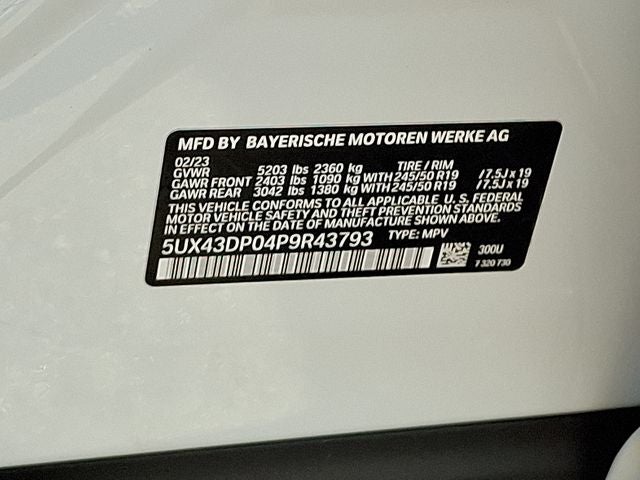 MFD BY BAYERISCHE MOTOREN WERKE AG
02/23
GVWR 5203 lbs 2360 kg TIRE / RIM
GAWR FRONT 2403 lbs 1090 kg WITH 245/50 R19 /7.5J x 19
GAWR REAR 3042 lbs 1380 kg WITH 245/50 R19 /7.5J x 19
THIS VEHICLE CONFORMS TO ALL APPLICABLE U. S. FEDERAL
MOTOR VEHICLE SAFETY AND THEFT PREVENTION STANDARDS
IN EFFECT ON THE DATE OF MANUFACTURE SHOWN ABOVE.
5UX43DP04P9R43793 TYPE: MPV
300U
7 320 730